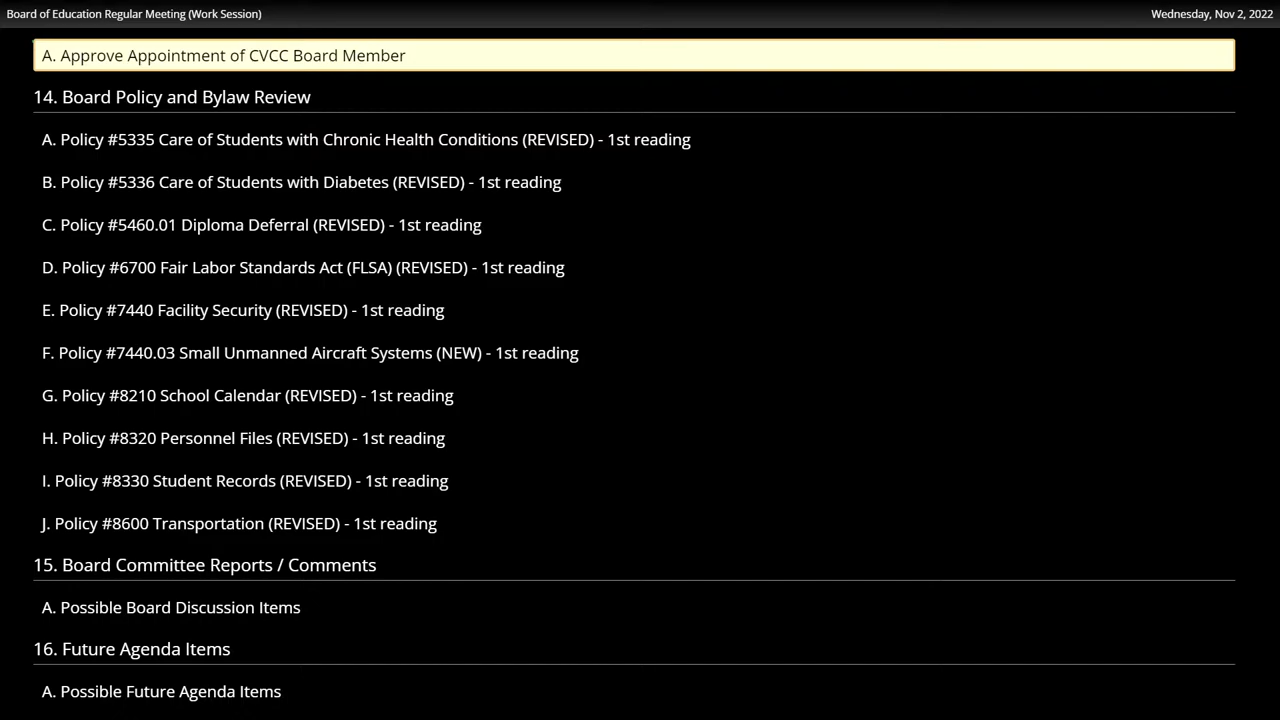 Board of Education Regular Meeting (Work Session)
Wednesday, Nov 2, 2022
A. Approve Appointment of CVCC Board Member
14. Board Policy and Bylaw Review
A. Policy #5335 Care of Students with Chronic Health Conditions (REVISED) - 1st reading
B. Policy #5336 Care of Students with Diabetes (REVISED) - 1st reading
C. Policy #5460.01 Diploma Deferral (REVISED) - 1st reading
D. Policy #6700 Fair Labor Standards Act (FLSA) (REVISED) - 1st reading
E. Policy #7440 Facility Security (REVISED) - 1st reading
F. Policy #7440.03 Small Unmanned Aircraft Systems (NEW) - 1st reading
G. Policy #8210 School Calendar (REVISED) - 1st reading
H. Policy #8320 Personnel Files (REVISED) - 1st reading
I. Policy #8330 Student Records (REVISED) - 1st reading
J. Policy #8600 Transportation (REVISED) - 1st reading
15. Board Committee Reports / Comments
A. Possible Board Discussion Items
16. Future Agenda Items
A. Possible Future Agenda Items